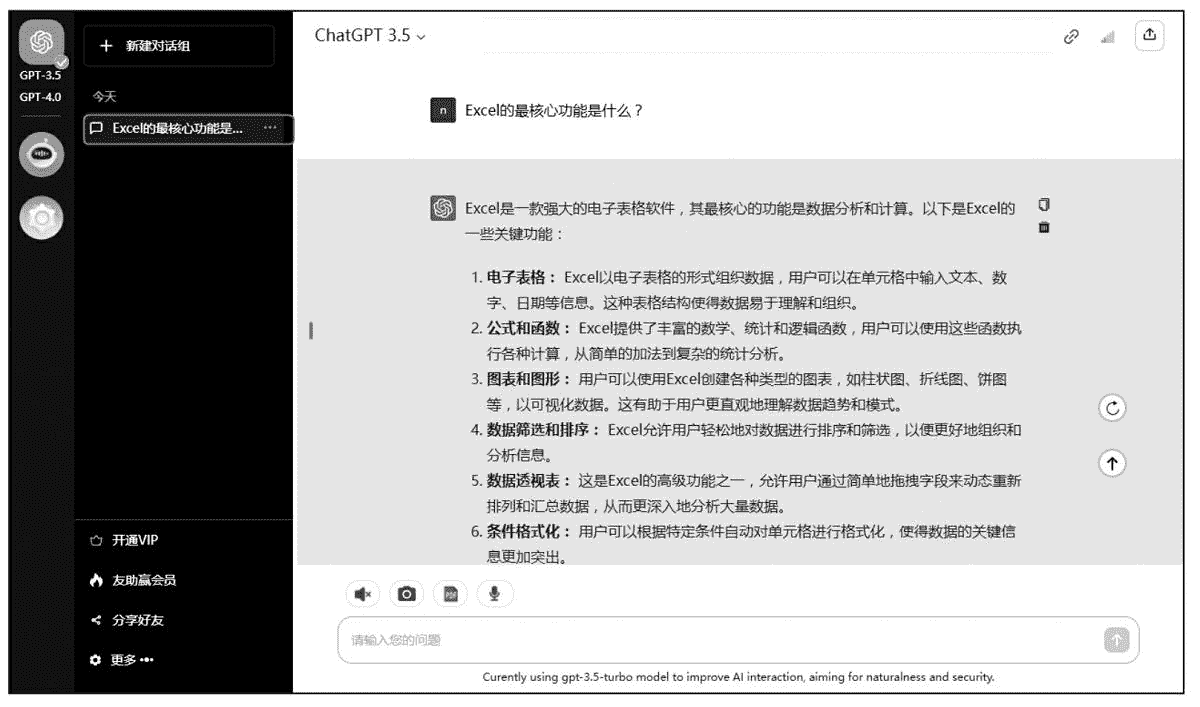 GPT-3.5
GPT-4.0
新建对话组
今天
Excel的最核心功能是...
开通VIP
友助赢会员
分享好友
更多
ChatGPT 3.5
n
Excel的最核心功能是什么？
Excel是一款强大的电子表格软件，其最核心的功能是数据分析和计算。以下是Excel的
一些关键功能：
1. 电子表格： Excel以电子表格的形式组织数据，用户可以在单元格中输入文本、数
字、日期等信息。这种表格结构使得数据易于理解和组织。
2. 公式和函数： Excel提供了丰富的数学、统计和逻辑函数，用户可以使用这些函数执
行各种计算，从简单的加法到复杂的统计分析。
3. 图表和图形： 用户可以使用Excel创建各种类型的图表，如柱状图、折线图、饼图
等，以可视化数据。这有助于用户更直观地理解数据趋势和模式。
4. 数据筛选和排序： Excel允许用户轻松地对数据进行排序和筛选，以便更好地组织和
分析信息。
5. 数据透视表： 这是Excel的高级功能之一，允许用户通过简单地拖拽字段来动态重新
排列和汇总数据，从而更深入地分析大量数据。
6. 条件格式化： 用户可以根据特定条件自动对单元格进行格式化，使得数据的关键信
息更加突出。
PDF
请输入您的问题
Curently using gpt-3.5-turbo model to improve AI interaction, aiming for naturalness and security.